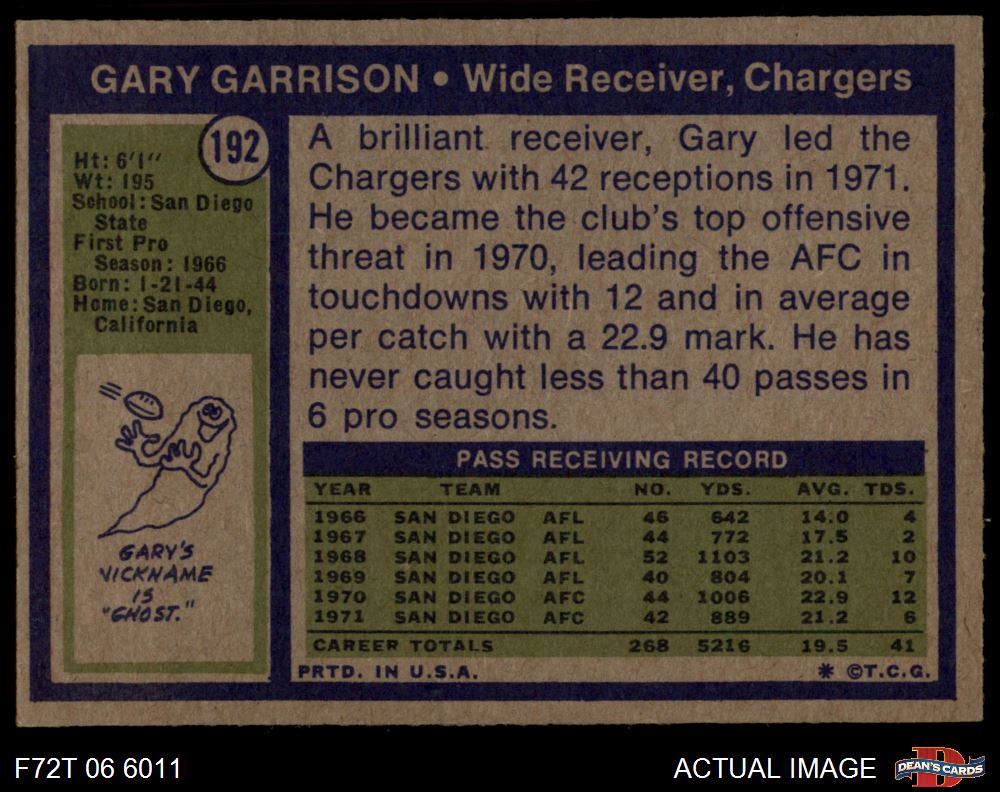 GARY GARRISON • Wide Receiver, Chargers
192
Ht: 6'1"
Wt: 195
School: San Diego
State
First Pro
Season: 1966
Born: 1-21-44
Home: San Diego,
California
GARY'S
NICKNAME
IS
"GHOST."
A brilliant receiver, Gary led the
Chargers with 42 receptions in 1971.
He became the club's top offensive
threat in 1970, leading the AFC in
touchdowns with 12 and in average
per catch with a 22.9 mark. He has
never caught less than 40 passes in
6 pro seasons.
PASS RECEIVING RECORD
YEAR TEAM NO. YDS. AVG. TDS.
1966 SAN DIEGO AFL 46 642 14.0 4
1967 SAN DIEGO AFL 44 772 17.5 2
1968 SAN DIEGO AFL 52 1103 21.2 10
1969 SAN DIEGO AFL 40 804 20.1 7
1970 SAN DIEGO AFC 44 1006 22.9 12
1971 SAN DIEGO AFC 42 889 21.2 6
CAREER TOTALS 268 5216 19.5 41
PRTD. IN U.S.A. * ©T.C.G.
F72T 06 6011
ACTUAL IMAGE
D
DEAN'S CARDS